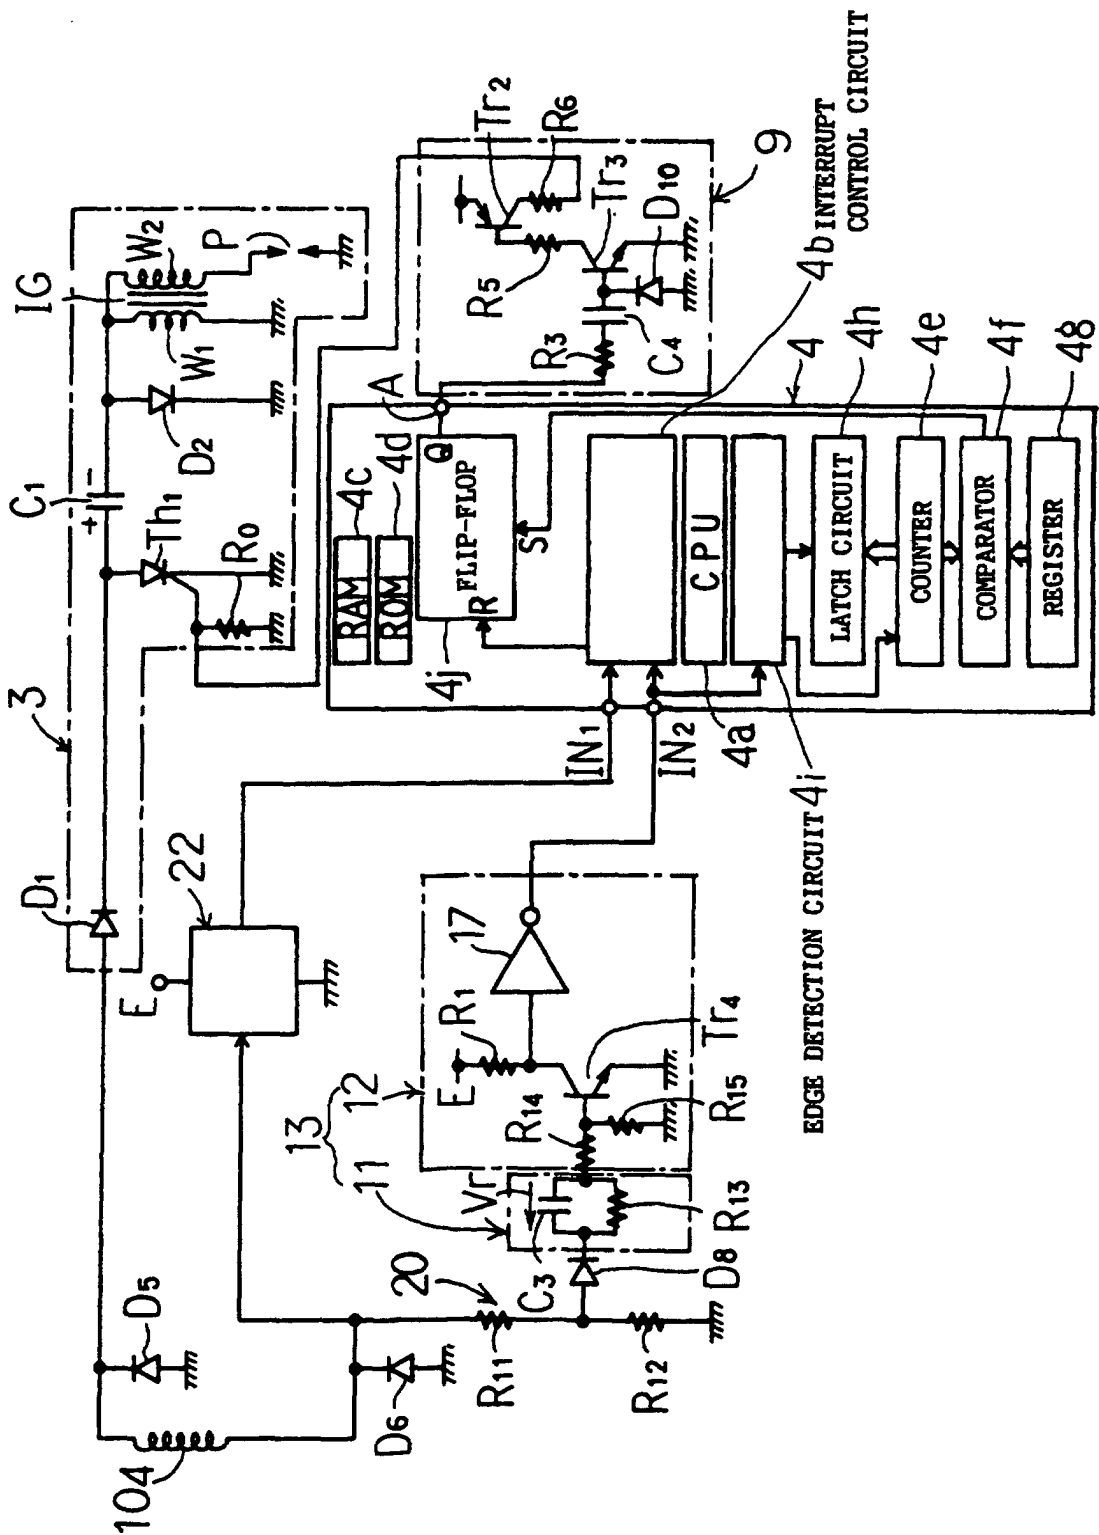 104
D5
D6
D1
3
C1
+
-
IG
Th1
R0
D2
W1
W2
P
E
22
20
R11
R12
D8
13
11
12
Vr
C3
R13
R14
R15
E
R1
17
Tr4
IN1
IN2
RAM
4c
ROM
4d
A
FLIP-FLOP
Q
R
S
4j
CPU
4a
4b INTERRUPT
CONTROL CIRCUIT
EDGE DETECTION CIRCUIT 4i
LATCH CIRCUIT
4h
COUNTER
4e
COMPARATOR
4f
REGISTER
48
4
R3
C4
R5
Tr2
R6
Tr3
D10
9